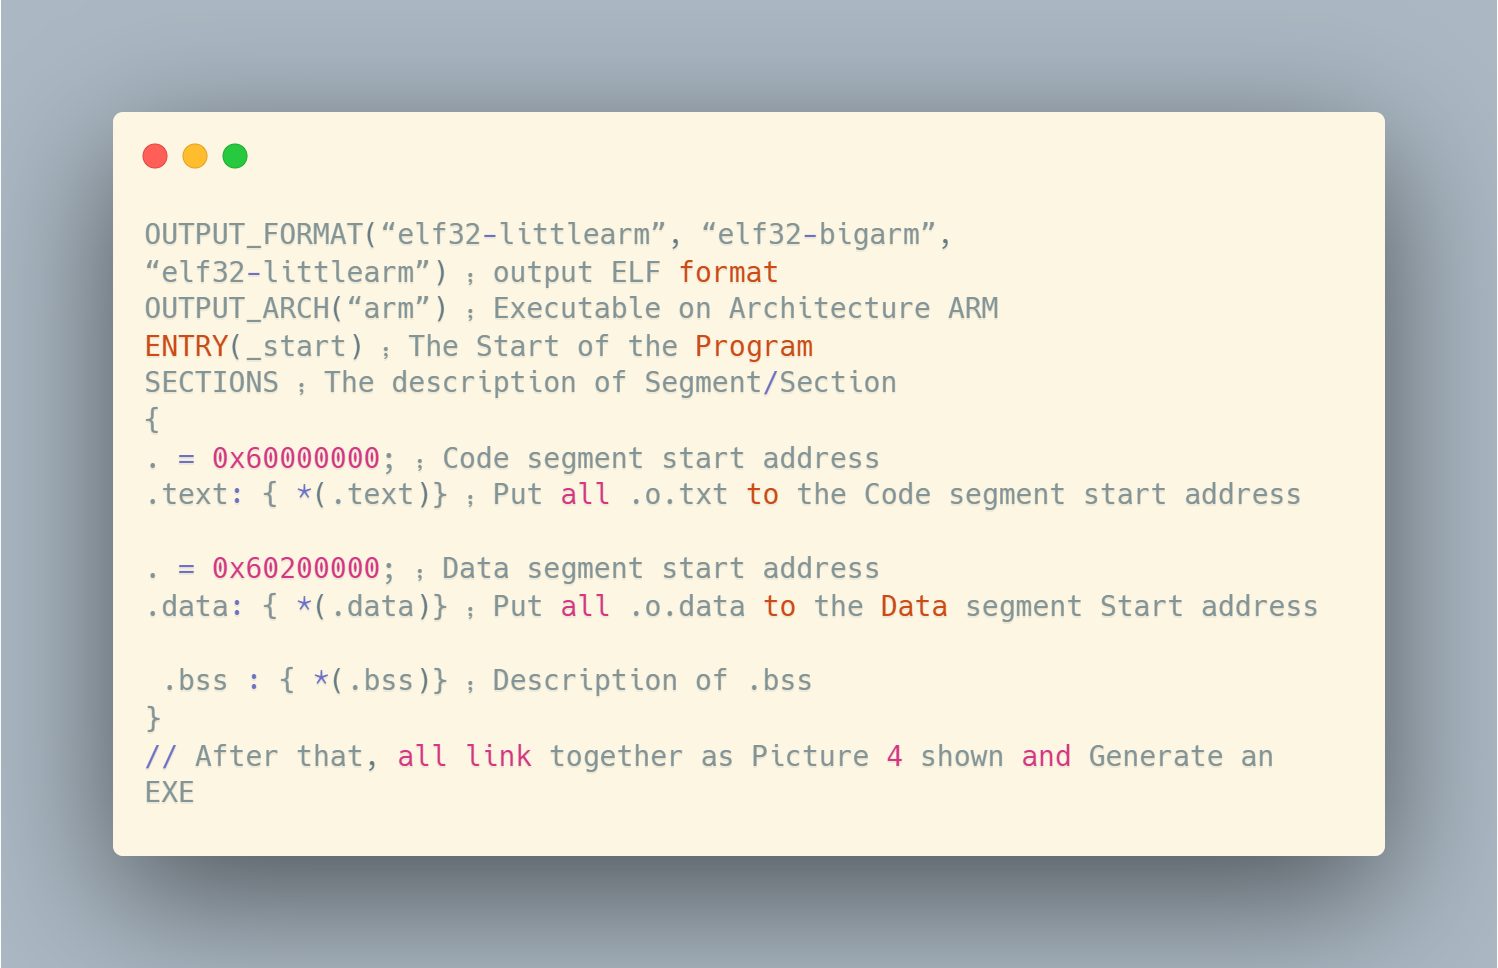 OUTPUT_FORMAT(“elf32-littlearm”, “elf32-bigarm”,
“elf32-littlearm”) ；output ELF format
OUTPUT_ARCH(“arm”) ；Executable on Architecture ARM
ENTRY(_start) ；The Start of the Program
SECTIONS ；The description of Segment/Section
{
. = 0x60000000; ；Code segment start address
.text: { *(.text)} ；Put all .o.txt to the Code segment start address
. = 0x60200000; ；Data segment start address
.data: { *(.data)} ；Put all .o.data to the Data segment Start address
.bss : { *(.bss)} ；Description of .bss
}
// After that, all link together as Picture 4 shown and Generate an
EXE